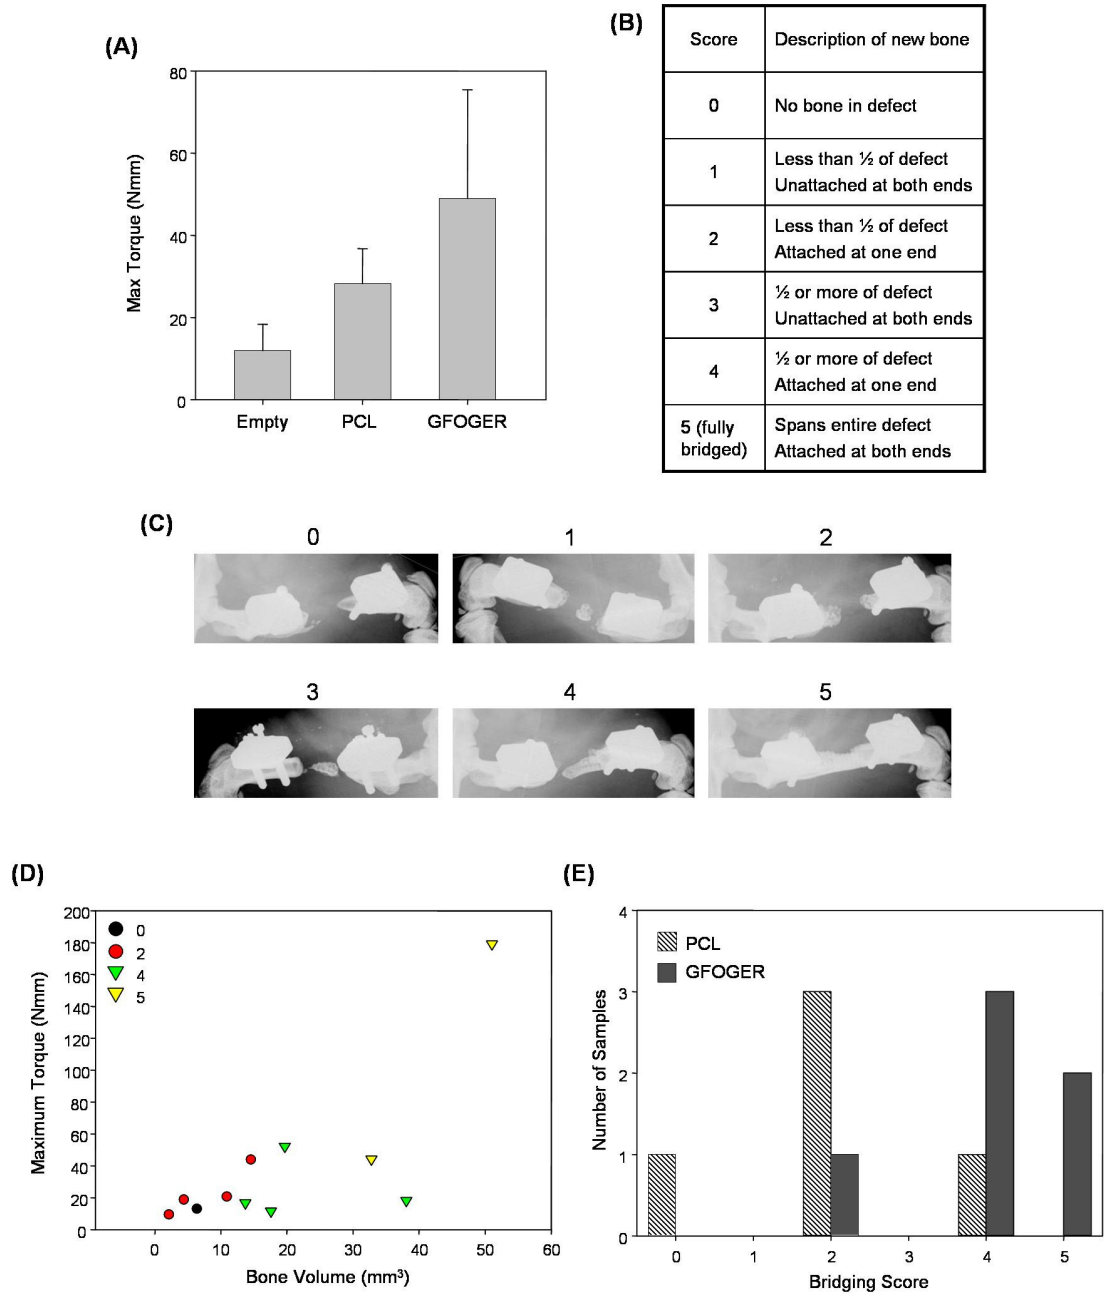 (A)
Max Torque (Nmm)
80
60
40
20
0
Empty PCL GFOGER
(B)
Score Description of new bone
0 No bone in defect
1 Less than ½ of defect
Unattached at both ends
2 Less than ½ of defect
Attached at one end
3 ½ or more of defect
Unattached at both ends
4 ½ or more of defect
Attached at one end
5 (fully bridged) Spans entire defect
Attached at both ends
(C)
0 1 2
3 4 5
(D)
Maximum Torque (Nmm)
200
180
160
140
120
100
80
60
40
20
0
0
2
4
5
0 10 20 30 40 50 60
Bone Volume (mm³)
(E)
Number of Samples
4
3
2
1
0
PCL
GFOGER
0 1 2 3 4 5
Bridging Score